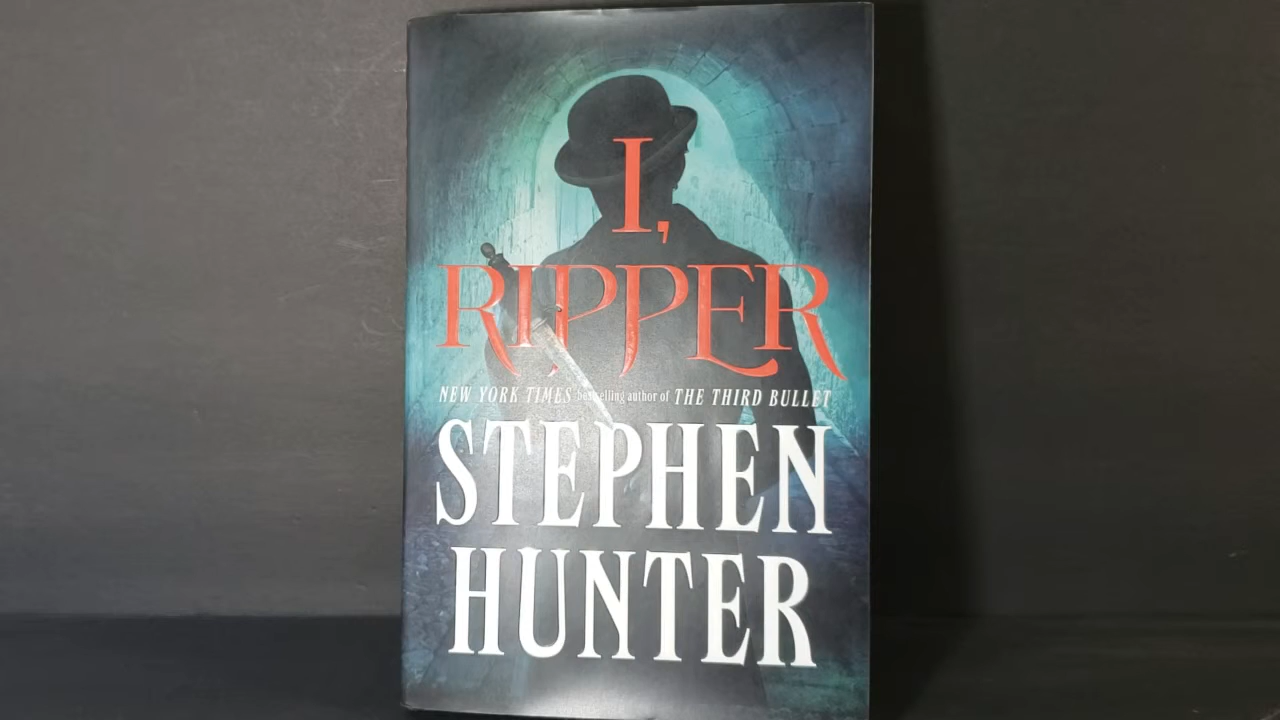 I,
RIPPER
NEW YORK TIMES bestselling author of THE THIRD BULLET
STEPHEN
HUNTER